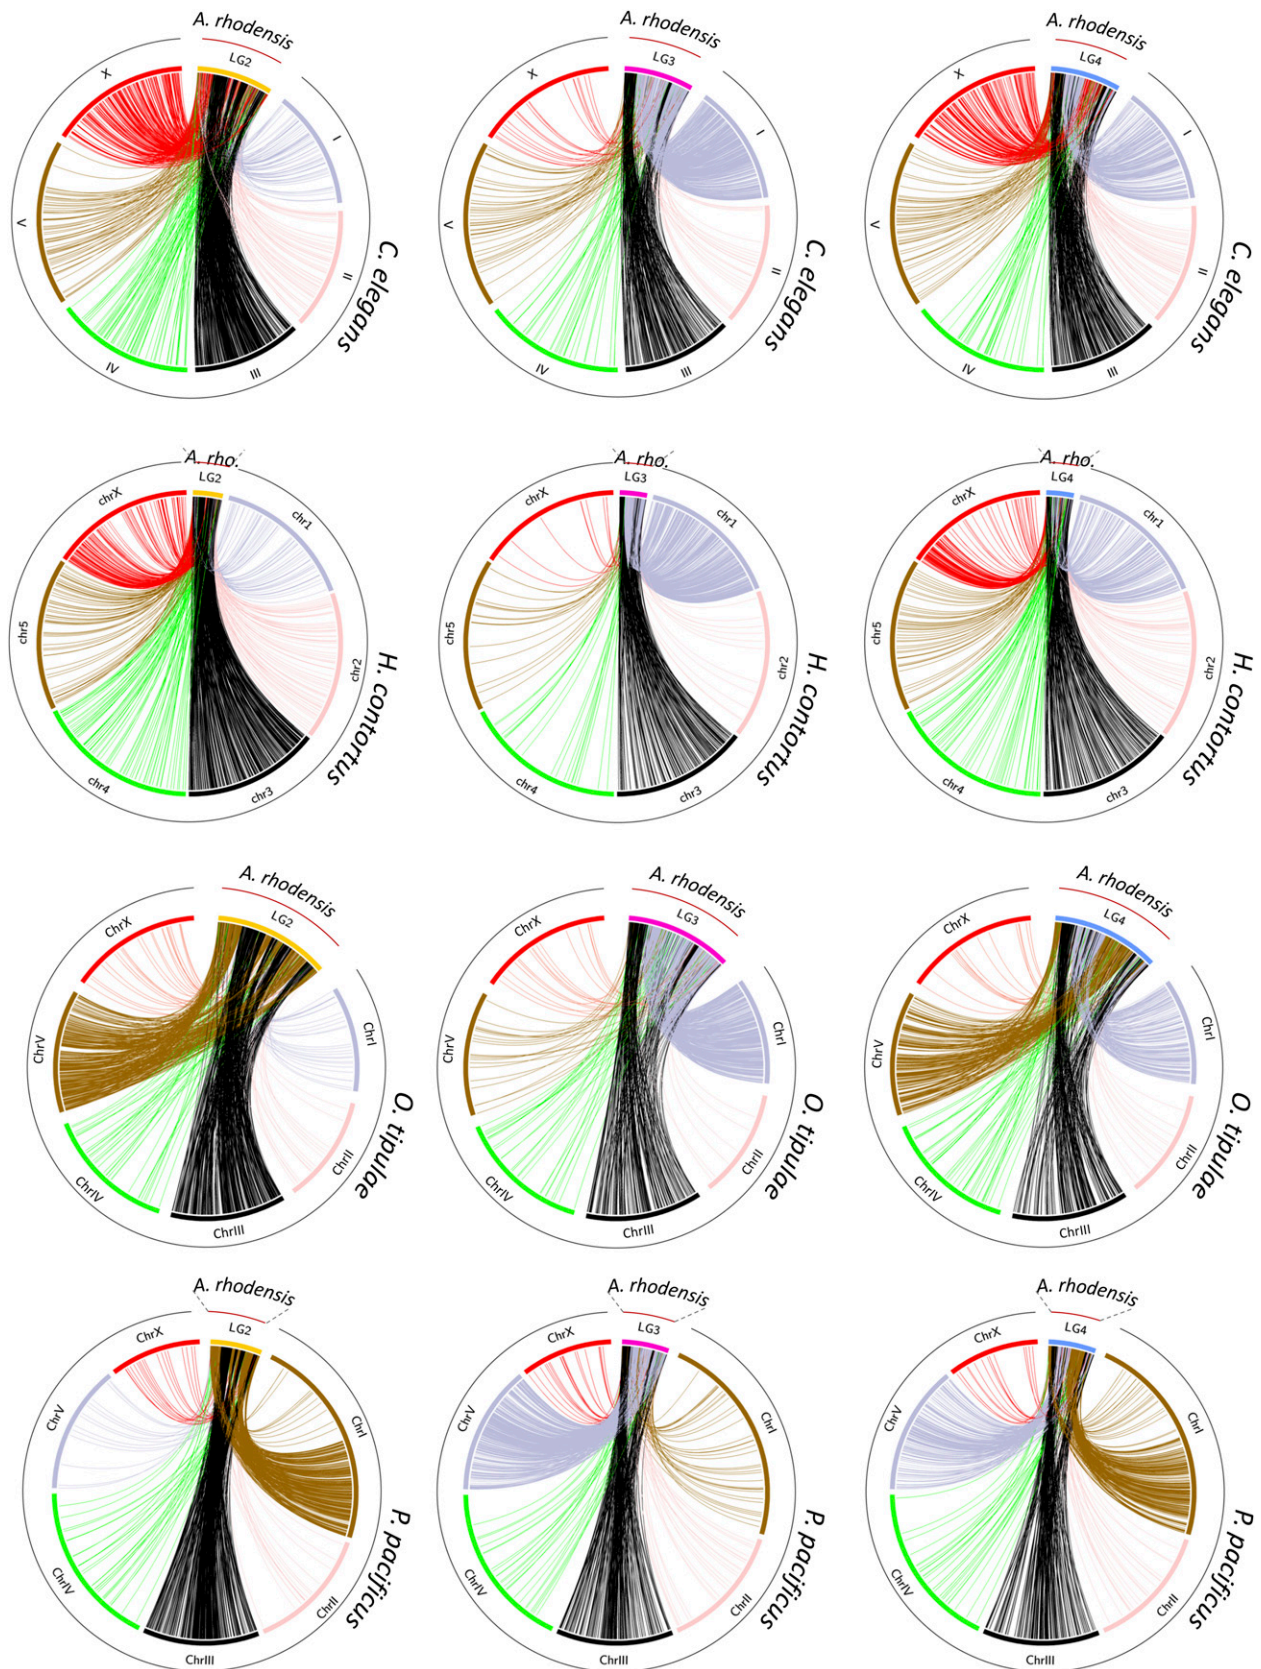 A. rhodensis
LG2
X
I
V
II
IV
III
C. elegans
A. rhodensis
LG3
X
I
V
II
IV
III
C. elegans
A. rhodensis
LG4
X
I
V
II
IV
III
C. elegans
A. rho.
LG2
chrX
chr1
chr5
chr2
chr4
chr3
H. contortus
A. rho.
LG3
chrX
chr1
chr5
chr2
chr4
chr3
H. contortus
A. rho.
LG4
chrX
chr1
chr5
chr2
chr4
chr3
H. contortus
A. rhodensis
LG2
ChrX
ChrI
ChrV
ChrII
ChrIV
ChrIII
O. tipulae
A. rhodensis
LG3
ChrX
ChrI
ChrV
ChrII
ChrIV
ChrIII
O. tipulae
A. rhodensis
LG4
ChrX
ChrI
ChrV
ChrII
ChrIV
ChrIII
O. tipulae
A. rhodensis
LG2
ChrX
ChrI
ChrV
ChrII
ChrIV
ChrIII
P. pacificus
A. rhodensis
LG3
ChrX
ChrI
ChrV
ChrII
ChrIV
ChrIII
P. pacificus
A. rhodensis
LG4
ChrX
ChrI
ChrV
ChrII
ChrIV
ChrIII
P. pacificus